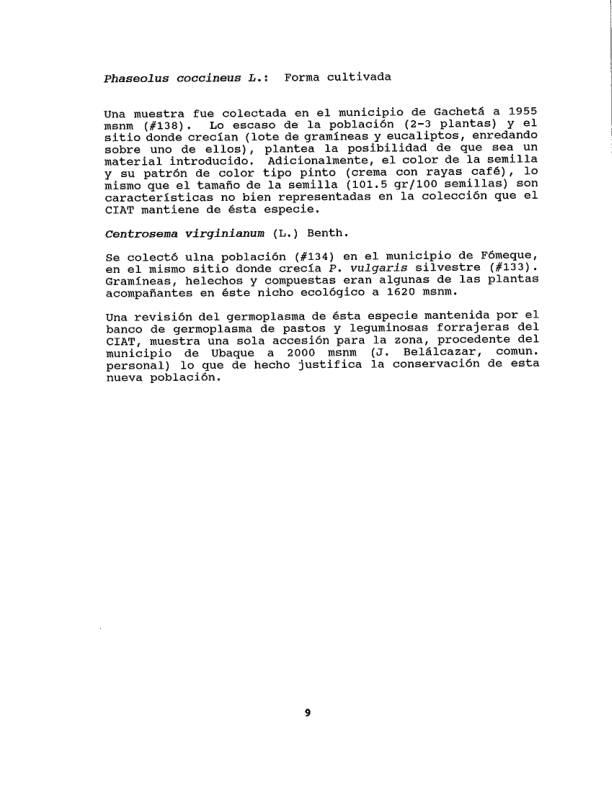 Phaseolus coccineus L.: Forma cultivada
Una muestra fue colectada en el municipio de Gachetá a 1955
msnm (#138). Lo escaso de la población (2-3 plantas) y el
sitio donde crecían (lote de gramíneas y eucaliptos, enredando
sobre uno de ellos), plantea la posibilidad de que sea un
material introducido. Adicionalmente, el color de la semilla
y su patrón de color tipo pinto (crema con rayas café), lo
mismo que el tamaño de la semilla (101.5 gr/100 semillas) son
características no bien representadas en la colección que el
CIAT mantiene de ésta especie.
Centrosema virginianum (L.) Benth.
Se colectó ulna población (#134) en el municipio de Fómeque,
en el mismo sitio donde crecía P. vulgaris silvestre (#133).
Gramíneas, helechos y compuestas eran algunas de las plantas
acompañantes en éste nicho ecológico a 1620 msnm.
Una revisión del germoplasma de ésta especie mantenida por el
banco de germoplasma de pastos y leguminosas forrajeras del
CIAT, muestra una sola accesión para la zona, procedente del
municipio de Ubaque a 2000 msnm (J. Belálcazar, comun.
personal) lo que de hecho justifica la conservación de esta
nueva población.
9